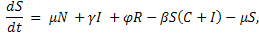 dS/dt = μN + γI + φR − βS(C + I) − μS,